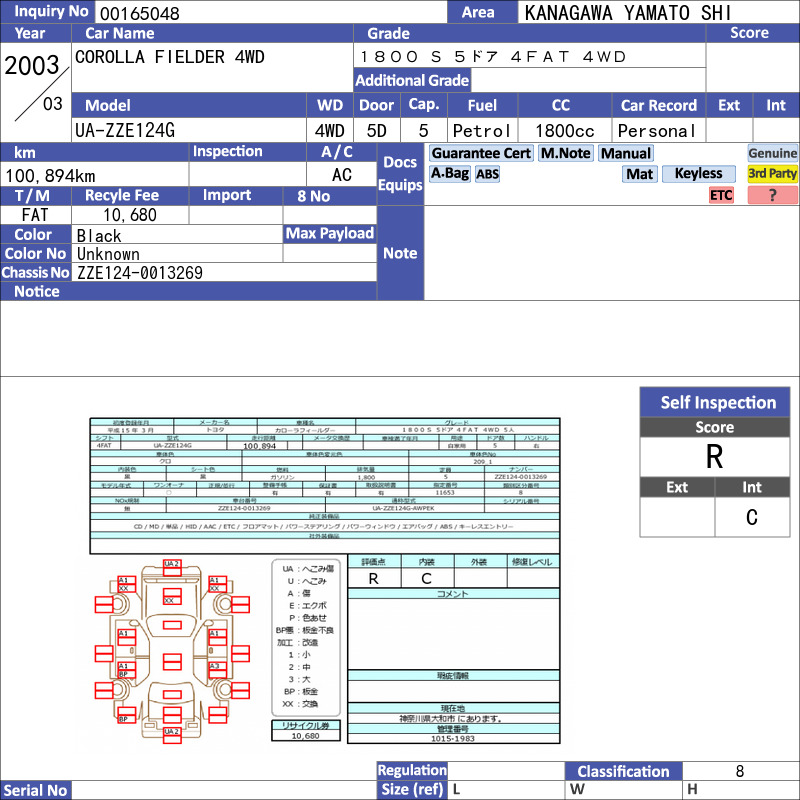 Inquiry No 00165048 Area KANAGAWA YAMATO SHI
Year Car Name Grade Score
2003/03 COROLLA FIELDER 4WD １８００ Ｓ ５ドア ４ＦＡＴ ４ＷＤ
Additional Grade
Model WD Door Cap. Fuel CC Car Record Ext Int
UA-ZZE124G 4WD 5D 5 Petrol 1800cc Personal
km Inspection A/C Docs Equips Guarantee Cert M.Note Manual Genuine
100,894km AC A.Bag ABS Mat Keyless 3rd Party
T/M Recyle Fee Import 8 No ETC ?
FAT 10,680
Color Black Max Payload
Color No Unknown Note
Chassis No ZZE124-0013269
Notice
Self Inspection
Score
R
Ext Int
C
初度登録年月 メーカー名 車種名 グレード
平成15年 3月 トヨタ カローラフィールダー 1800S 5ドア 4FAT 4WD 5人
シフト 型式 走行距離 メータ交換歴 車検満了年月 用途 ドア数 ハンドル
4FAT UA-ZZE124G 100,894 自家用 5 右
車体色 車体色変出色 車体色No
クロ 209_1
内装色 シート色 燃料 排気量 定員 ナンバー
黒 黒 ガソリン 1,800 5 ZZE124-0013269
モデル年式 ワンオーナ 正規/並行 整備手帳 保証書 取扱説明書 指定番号 類別区分番号
□ 有 有 有 11653 8
NOx規制 車台番号 通称型式 シリアル番号
無 ZZE124-0013269 UA-ZZE124G-AWPEK
純正装備品
CD / MD / 単品 / HID / AAC / ETC / フロアマット / パワーステアリング / パワーウィンドウ / エアバッグ / ABS / キーレスエントリー
社外装備品
UA2
A1 XX A1 XX
XX
A1 A1
A1 BP A3
BP
UA2
UA：へこみ傷
U：へこみ
A：傷
E：エクボ
P：色あせ
BP悪：板金不良
加工：改造
1：小
2：中
3：大
BP：板金
XX：交換
リサイクル券
10,680
評価点 内装 外装 修復レベル
R C
コメント
瑕疵情報
現在地
神奈川県大和市 にあります。
管理番号
1015-1983
Regulation Classification 8
Serial No Size (ref) L W H